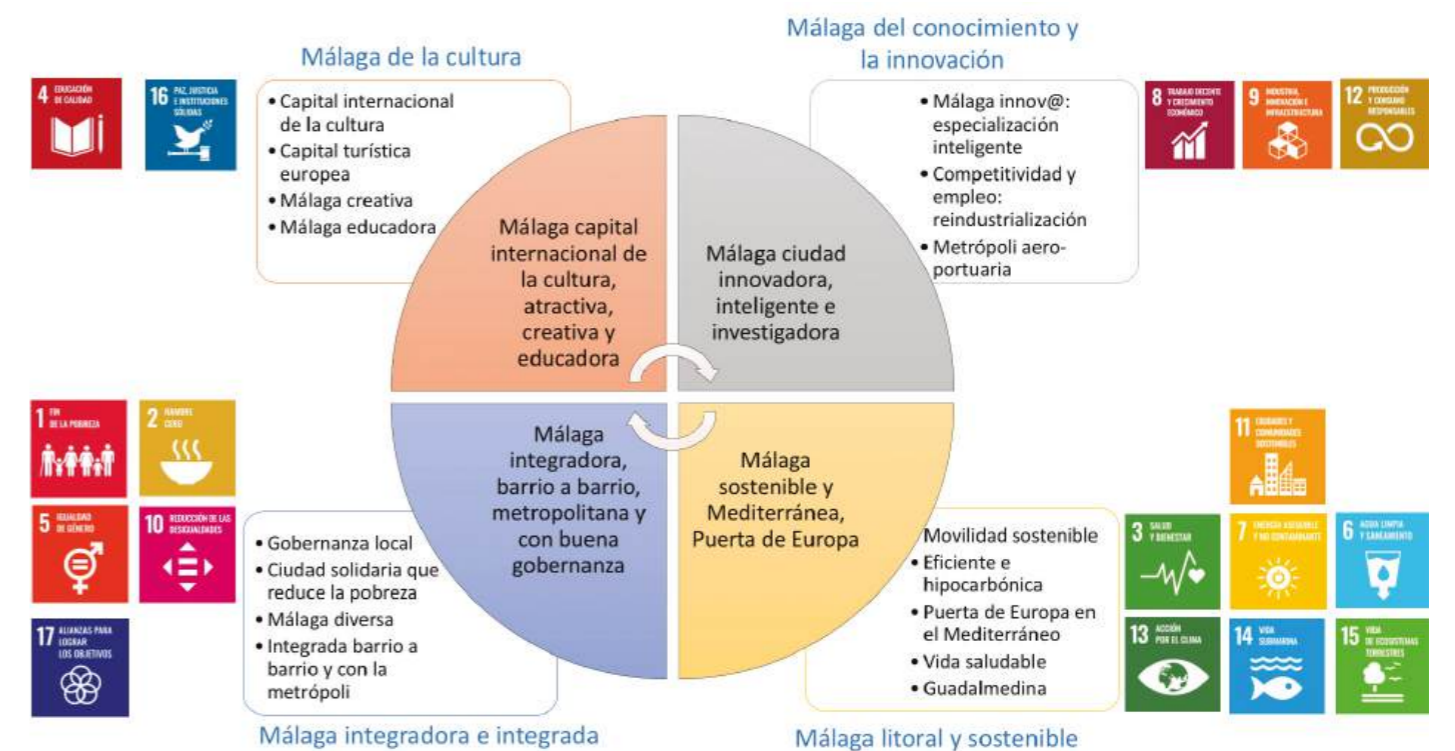 Málaga de la cultura
Málaga del conocimiento y
la innovación
4 EDUCACIÓN
DE CALIDAD
16 PAZ, JUSTICIA
E INSTITUCIONES
SÓLIDAS
• Capital internacional
de la cultura
• Capital turística
europea
• Málaga creativa
• Málaga educadora
• Málaga innov@:
especialización
inteligente
• Competitividad y
empleo:
reindustrialización
• Metrópoli aero-
portuaria
8 TRABAJO DECENTE
Y CRECIMIENTO
ECONÓMICO
9 INDUSTRIA,
INNOVACIÓN E
INFRAESTRUCTURA
12 PRODUCCIÓN
Y CONSUMO
RESPONSABLES
Málaga capital
internacional de
la cultura,
atractiva,
creativa y
educadora
Málaga ciudad
innovadora,
inteligente e
investigadora
1 FIN
DE LA POBREZA
2 HAMBRE
CERO
5 IGUALDAD
DE GÉNERO
10 REDUCCIÓN DE LAS
DESIGUALDADES
17 ALIANZAS PARA
LOGRAR
LOS OBJETIVOS
Málaga
integradora,
barrio a barrio,
metropolitana y
con buena
gobernanza
Málaga
sostenible y
Mediterránea,
Puerta de Europa
• Gobernanza local
• Ciudad solidaria que
reduce la pobreza
• Málaga diversa
• Integrada barrio a
barrio y con la
metrópoli
Movilidad sostenible
• Eficiente e
hipocarbónica
• Puerta de Europa en
el Mediterráneo
• Vida saludable
• Guadalmedina
11 CIUDADES Y
COMUNIDADES
SOSTENIBLES
3 SALUD
Y BIENESTAR
7 ENERGÍA ASEQUIBLE
Y NO CONTAMINANTE
6 AGUA LIMPIA
Y SANEAMIENTO
13 ACCIÓN
POR EL CLIMA
14 VIDA
SUBMARINA
15 VIDA
DE ECOSISTEMAS
TERRESTRES
Málaga integradora e integrada
Málaga litoral y sostenible